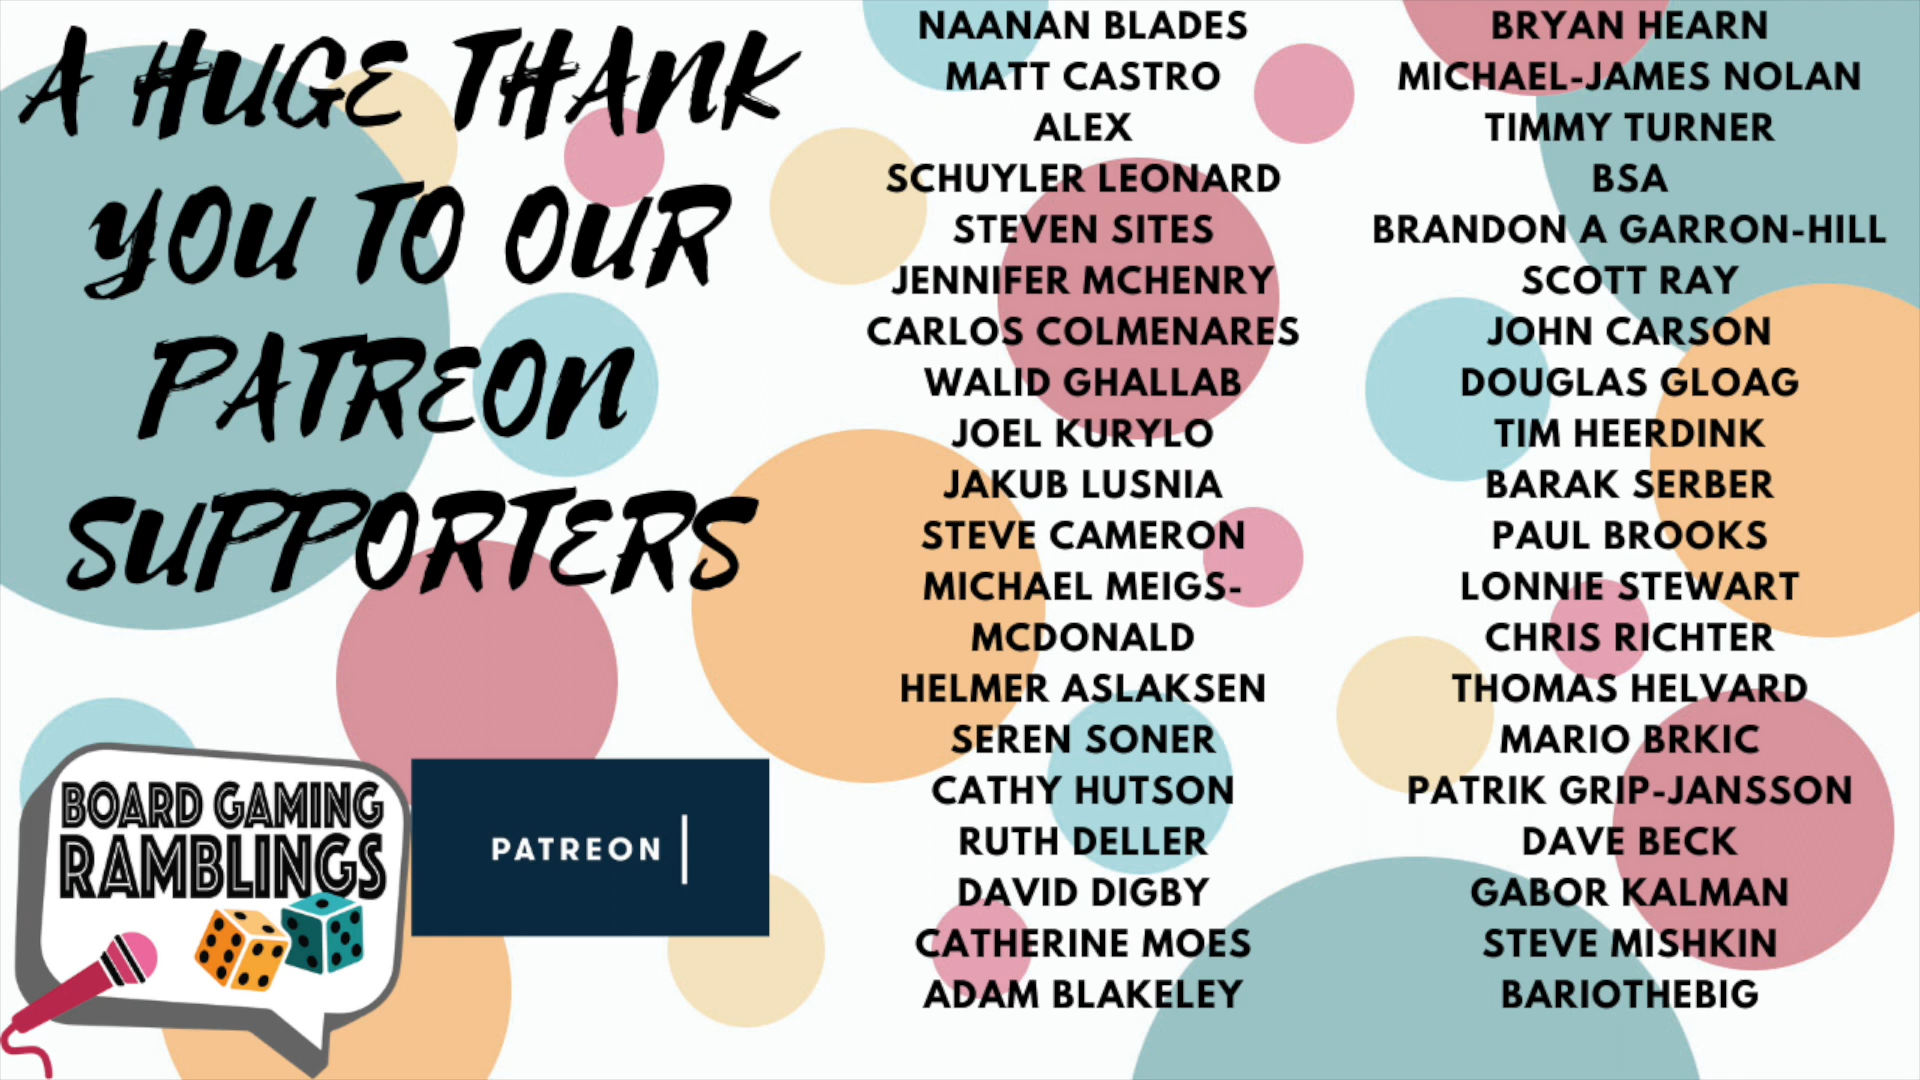 A HUGE THANK
YOU TO OUR
PATREON
SUPPORTERS
BOARD GAMING
RAMBLINGS
PATREON
NAANAN BLADES
MATT CASTRO
ALEX
SCHUYLER LEONARD
STEVEN SITES
JENNIFER MCHENRY
CARLOS COLMENARES
WALID GHALLAB
JOEL KURYLO
JAKUB LUSNIA
STEVE CAMERON
MICHAEL MEIGS-
MCDONALD
HELMER ASLAKSEN
SEREN SONER
CATHY HUTSON
RUTH DELLER
DAVID DIGBY
CATHERINE MOES
ADAM BLAKELEY
BRYAN HEARN
MICHAEL-JAMES NOLAN
TIMMY TURNER
BSA
BRANDON A GARRON-HILL
SCOTT RAY
JOHN CARSON
DOUGLAS GLOAG
TIM HEERDINK
BARAK SERBER
PAUL BROOKS
LONNIE STEWART
CHRIS RICHTER
THOMAS HELVARD
MARIO BRKIC
PATRIK GRIP-JANSSON
DAVE BECK
GABOR KALMAN
STEVE MISHKIN
BARIOTHEBIG